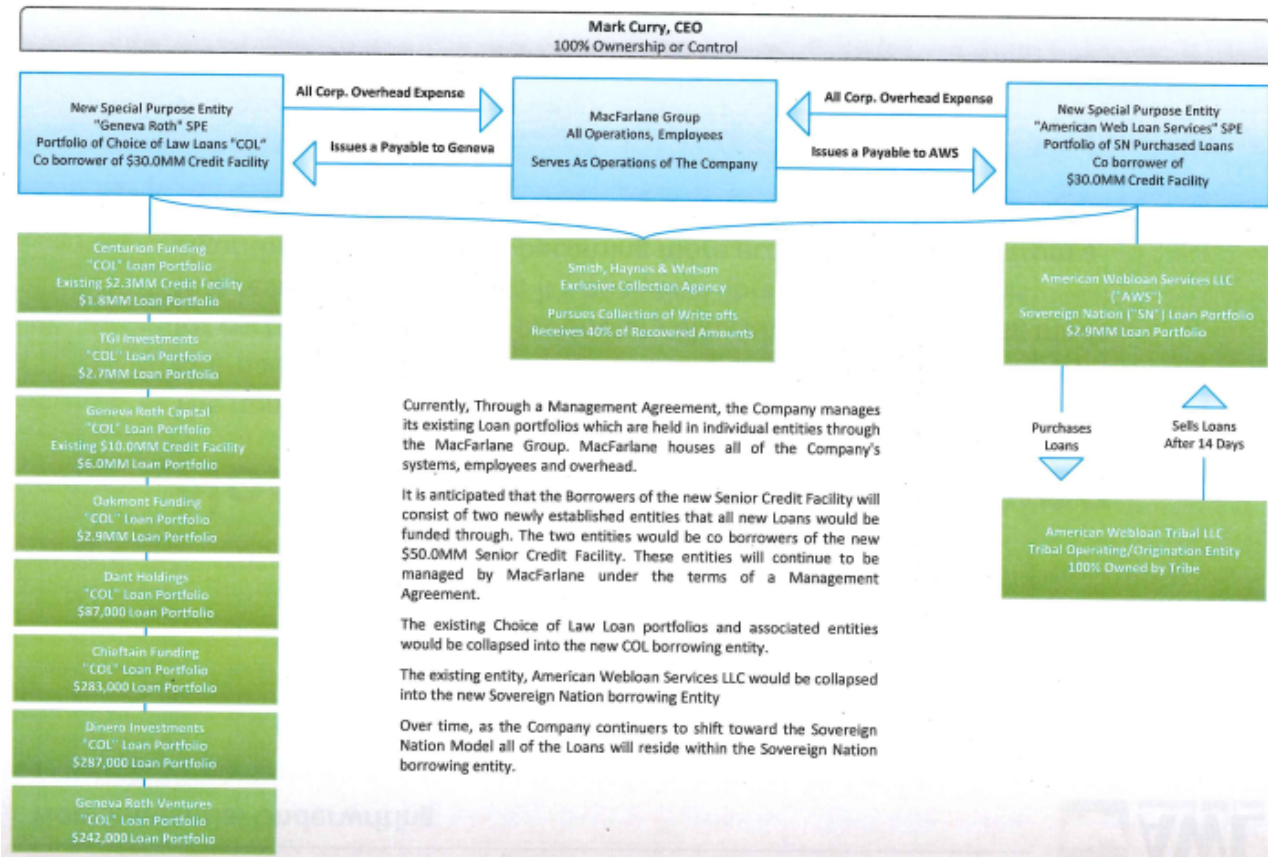 Mark Curry, CEO
100% Ownership or Control
New Special Purpose Entity
"Geneva Roth" SPE
Portfolio of Choice of Law Loans "COL"
Co borrower of $30.0MM Credit Facility
All Corp. Overhead Expense
Issues a Payable to Geneva
MacFarlane Group
All Operations, Employees
Serves As Operations of The Company
All Corp. Overhead Expense
Issues a Payable to AWS
New Special Purpose Entity
"American Web Loan Services" SPE
Portfolio of SN Purchased Loans
Co borrower of
$30.0MM Credit Facility
Centurion Funding
"COL" Loan Portfolio
Existing $2.3MM Credit Facility
$1.8MM Loan Portfolio
TGI Investments
"COL" Loan Portfolio
$2.7MM Loan Portfolio
Geneva Roth Capital
"COL" Loan Portfolio
Existing $10.0MM Credit Facility
$6.0MM Loan Portfolio
Oakmont Funding
"COL" Loan Portfolio
$2.9MM Loan Portfolio
Dant Holdings
"COL" Loan Portfolio
$87,000 Loan Portfolio
Chieftain Funding
"COL" Loan Portfolio
$283,000 Loan Portfolio
Dinero Investments
"COL" Loan Portfolio
$287,000 Loan Portfolio
Geneva Roth Ventures
"COL" Loan Portfolio
$242,000 Loan Portfolio
Smith, Haynes & Watson
Exclusive Collection Agency
Pursues Collection of Write offs
Receives 40% of Recovered Amounts
American Webloan Services LLC
("AWS")
Sovereign Nation ("SN") Loan Portfolio
$2.9MM Loan Portfolio
Purchases
Loans
Sells Loans
After 14 Days
American Webloan Tribal LLC
Tribal Operating/Origination Entity
100% Owned by Tribe
Currently, Through a Management Agreement, the Company manages
its existing Loan portfolios which are held in individual entities through
the MacFarlane Group. MacFarlane houses all of the Company's
systems, employees and overhead.
It is anticipated that the Borrowers of the new Senior Credit Facility will
consist of two newly established entities that all new Loans would be
funded through. The two entities would be co borrowers of the new
$50.0MM Senior Credit Facility. These entities will continue to be
managed by MacFarlane under the terms of a Management
Agreement.
The existing Choice of Law Loan portfolios and associated entities
would be collapsed into the new COL borrowing entity.
The existing entity, American Webloan Services LLC would be collapsed
into the new Sovereign Nation borrowing Entity
Over time, as the Company continuers to shift toward the Sovereign
Nation Model all of the Loans will reside within the Sovereign Nation
borrowing entity.